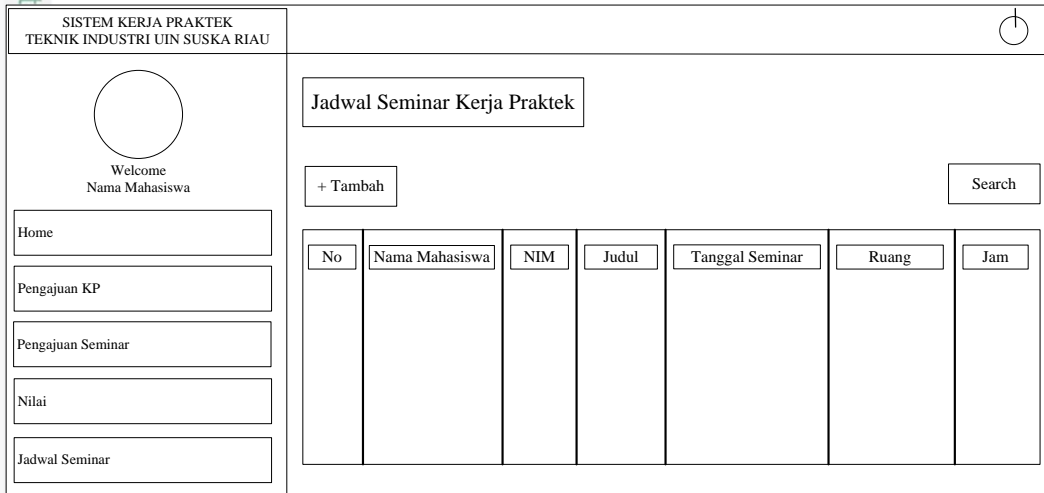 SISTEM KERJA PRAKTEK
TEKNIK INDUSTRI UIN SUSKA RIAU
Welcome
Nama Mahasiswa
Home
Pengajuan KP
Pengajuan Seminar
Nilai
Jadwal Seminar
Jadwal Seminar Kerja Praktek
+ Tambah
Search
No Nama Mahasiswa NIM Judul Tanggal Seminar Ruang Jam